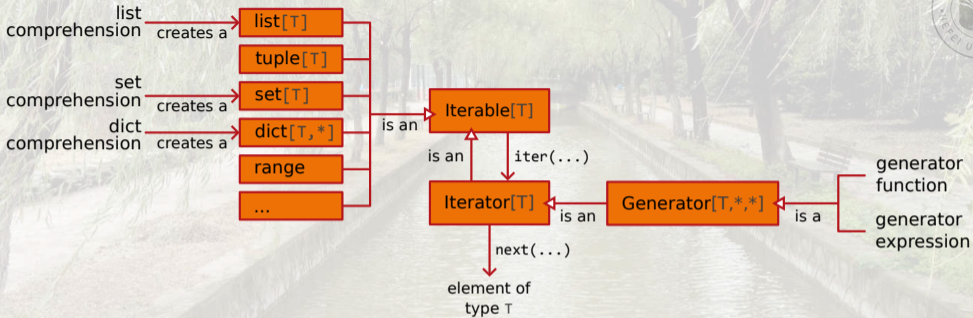 list
comprehension
creates a
list[T]
tuple[T]
set
comprehension
creates a
set[T]
dict
comprehension
creates a
dict[T,*]
range
...
is an
Iterable[T]
is an
iter(...)
Iterator[T]
is an
Generator[T,*,*]
is a
generator
function
generator
expression
next(...)
element of
type T